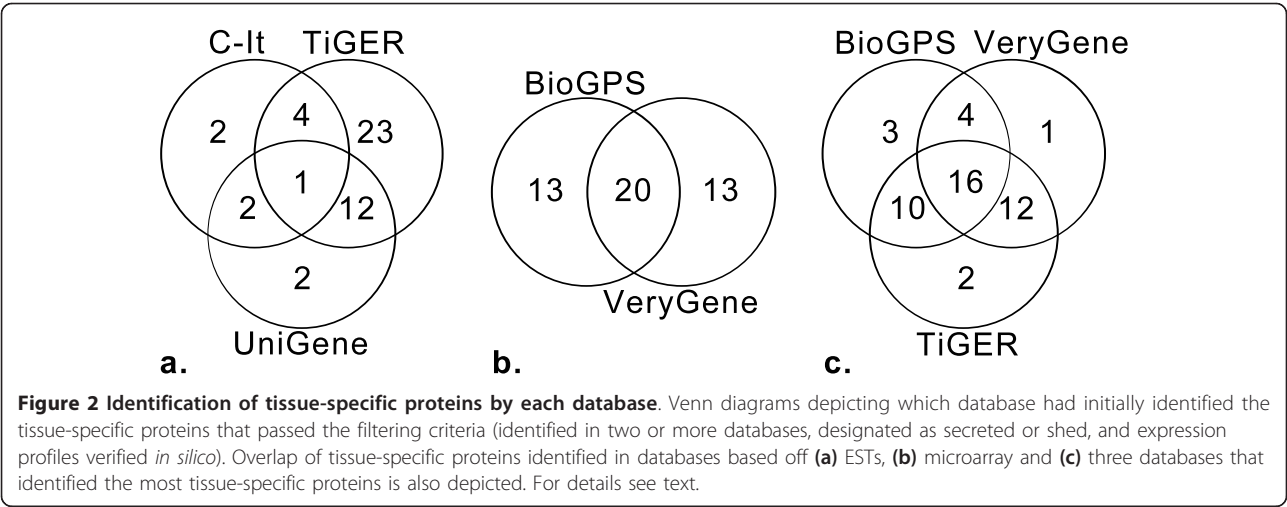 C-It TiGER
4
2 23
1
2 12
2
UniGene
a.
BioGPS
13 20 13
VeryGene
b.
BioGPS VeryGene
4
3 1
16
10 12
2
TiGER
c.
Figure 2 Identification of tissue-specific proteins by each database. Venn diagrams depicting which database had initially identified the
tissue-specific proteins that passed the filtering criteria (identified in two or more databases, designated as secreted or shed, and expression
profiles verified in silico). Overlap of tissue-specific proteins identified in databases based off (a) ESTs, (b) microarray and (c) three databases that
identified the most tissue-specific proteins is also depicted. For details see text.